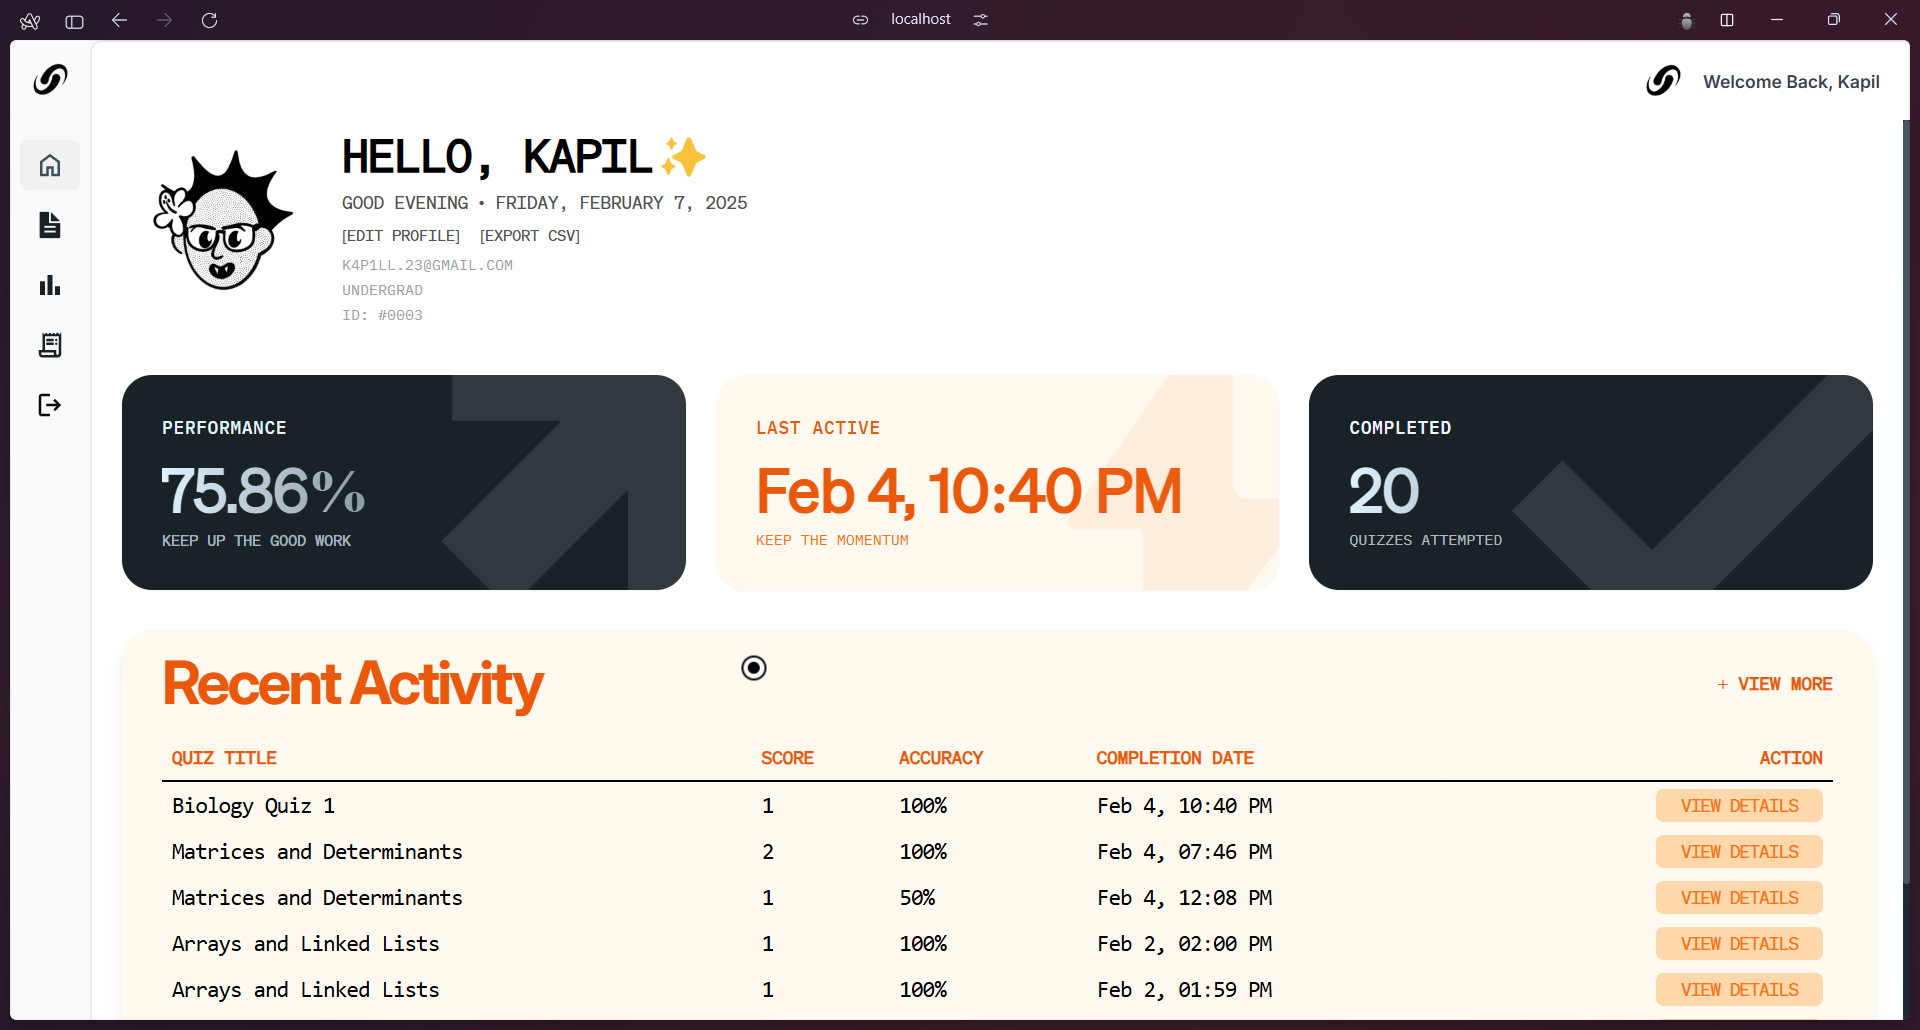 localhost
Welcome Back, Kapil
HELLO, KAPIL✨
GOOD EVENING • FRIDAY, FEBRUARY 7, 2025
[EDIT PROFILE] [EXPORT CSV]
K4P1LL.23@GMAIL.COM
UNDERGRAD
ID: #0003
PERFORMANCE
75.86%
KEEP UP THE GOOD WORK
LAST ACTIVE
Feb 4, 10:40 PM
KEEP THE MOMENTUM
COMPLETED
20
QUIZZES ATTEMPTED
Recent Activity
+ VIEW MORE
QUIZ TITLE SCORE ACCURACY COMPLETION DATE ACTION
Biology Quiz 1 1 100% Feb 4, 10:40 PM VIEW DETAILS
Matrices and Determinants 2 100% Feb 4, 07:46 PM VIEW DETAILS
Matrices and Determinants 1 50% Feb 4, 12:08 PM VIEW DETAILS
Arrays and Linked Lists 1 100% Feb 2, 02:00 PM VIEW DETAILS
Arrays and Linked Lists 1 100% Feb 2, 01:59 PM VIEW DETAILS